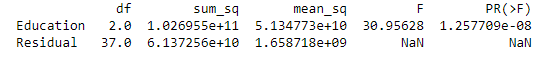 df sum_sq mean_sq F PR(>F)
Education 2.0 1.026955e+11 5.134773e+10 30.95628 1.257709e-08
Residual 37.0 6.137256e+10 1.658718e+09 NaN NaN